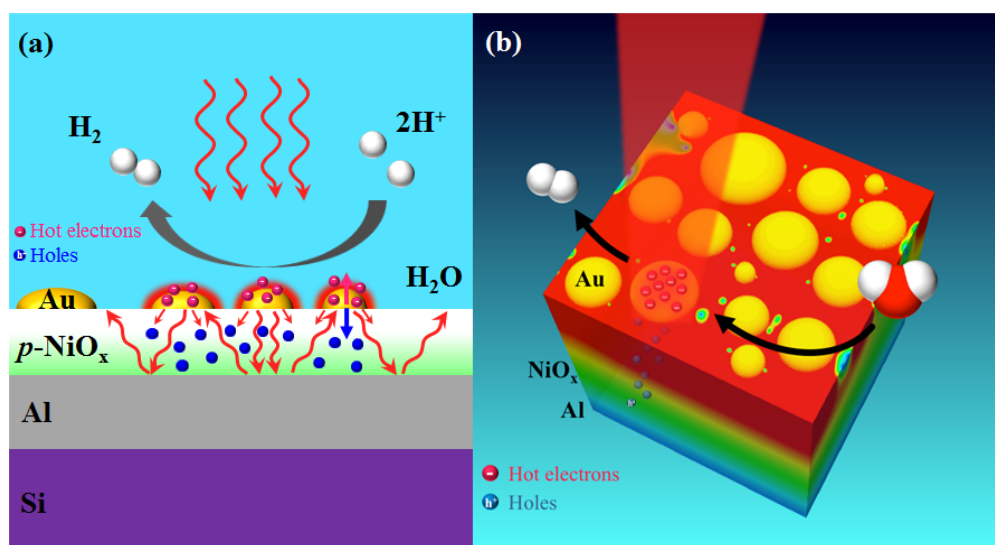 (a)
H₂
2H⁺
Hot electrons
h⁺ Holes
H₂O
Au
p-NiOₓ
Al
Si
(b)
Au
NiOₓ
Al
h⁺
- Hot electrons
h⁺ Holes